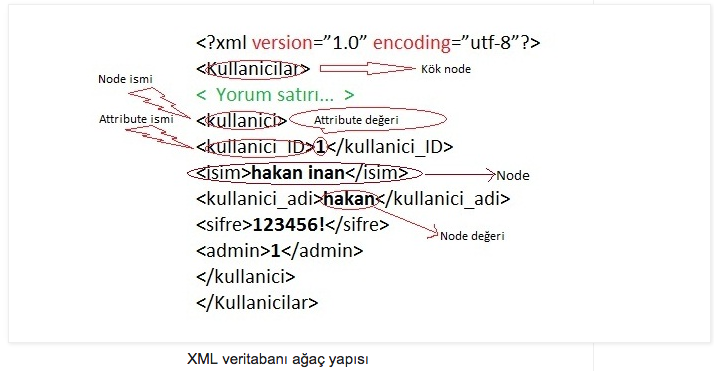 <?xml version=”1.0” encoding=”utf-8”?>
<Kullanicilar>
Kök node
Node ismi
<  Yorum satırı...  >
Attribute ismi
<kullanici>
Attribute değeri
<kullanici_ID>1</kullanici_ID>
<isim>hakan inan</isim>
Node
<kullanici_adi>hakan</kullanici_adi>
<sifre>123456!</sifre>
Node değeri
<admin>1</admin>
</kullanici>
</Kullanicilar>
XML veritabanı ağaç yapısı